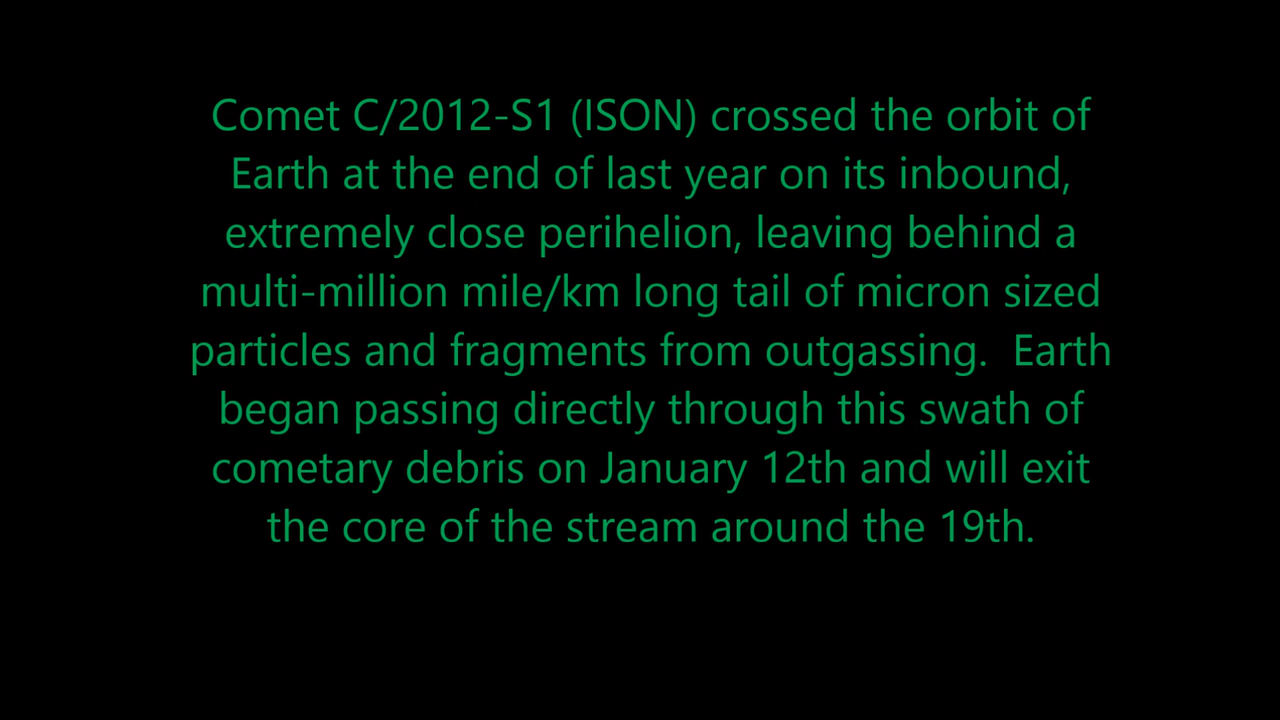 Comet C/2012-S1 (ISON) crossed the orbit of
Earth at the end of last year on its inbound,
extremely close perihelion, leaving behind a
multi-million mile/km long tail of micron sized
particles and fragments from outgassing.  Earth
began passing directly through this swath of
cometary debris on January 12th and will exit
the core of the stream around the 19th.